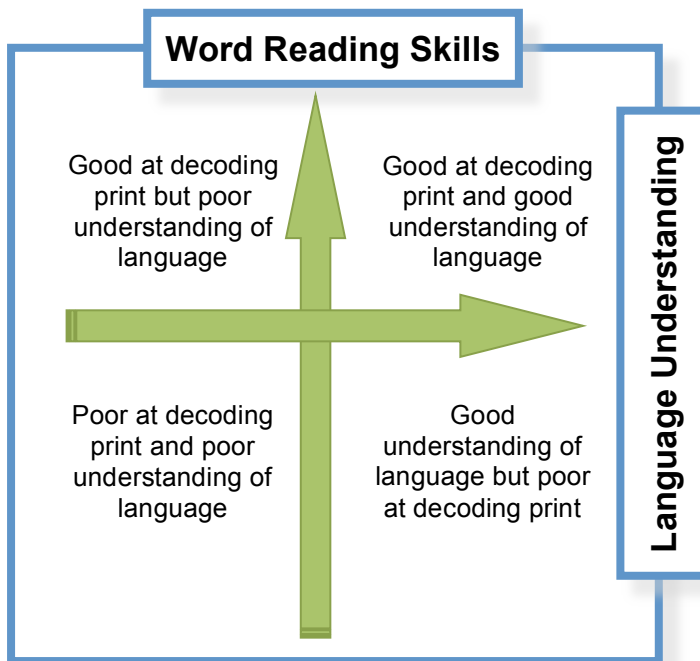 Word Reading Skills
Good at decoding
print but poor
understanding of
language
Good at decoding
print and good
understanding of
language
Language Understanding
Poor at decoding
print and poor
understanding of
language
Good
understanding of
language but poor
at decoding print